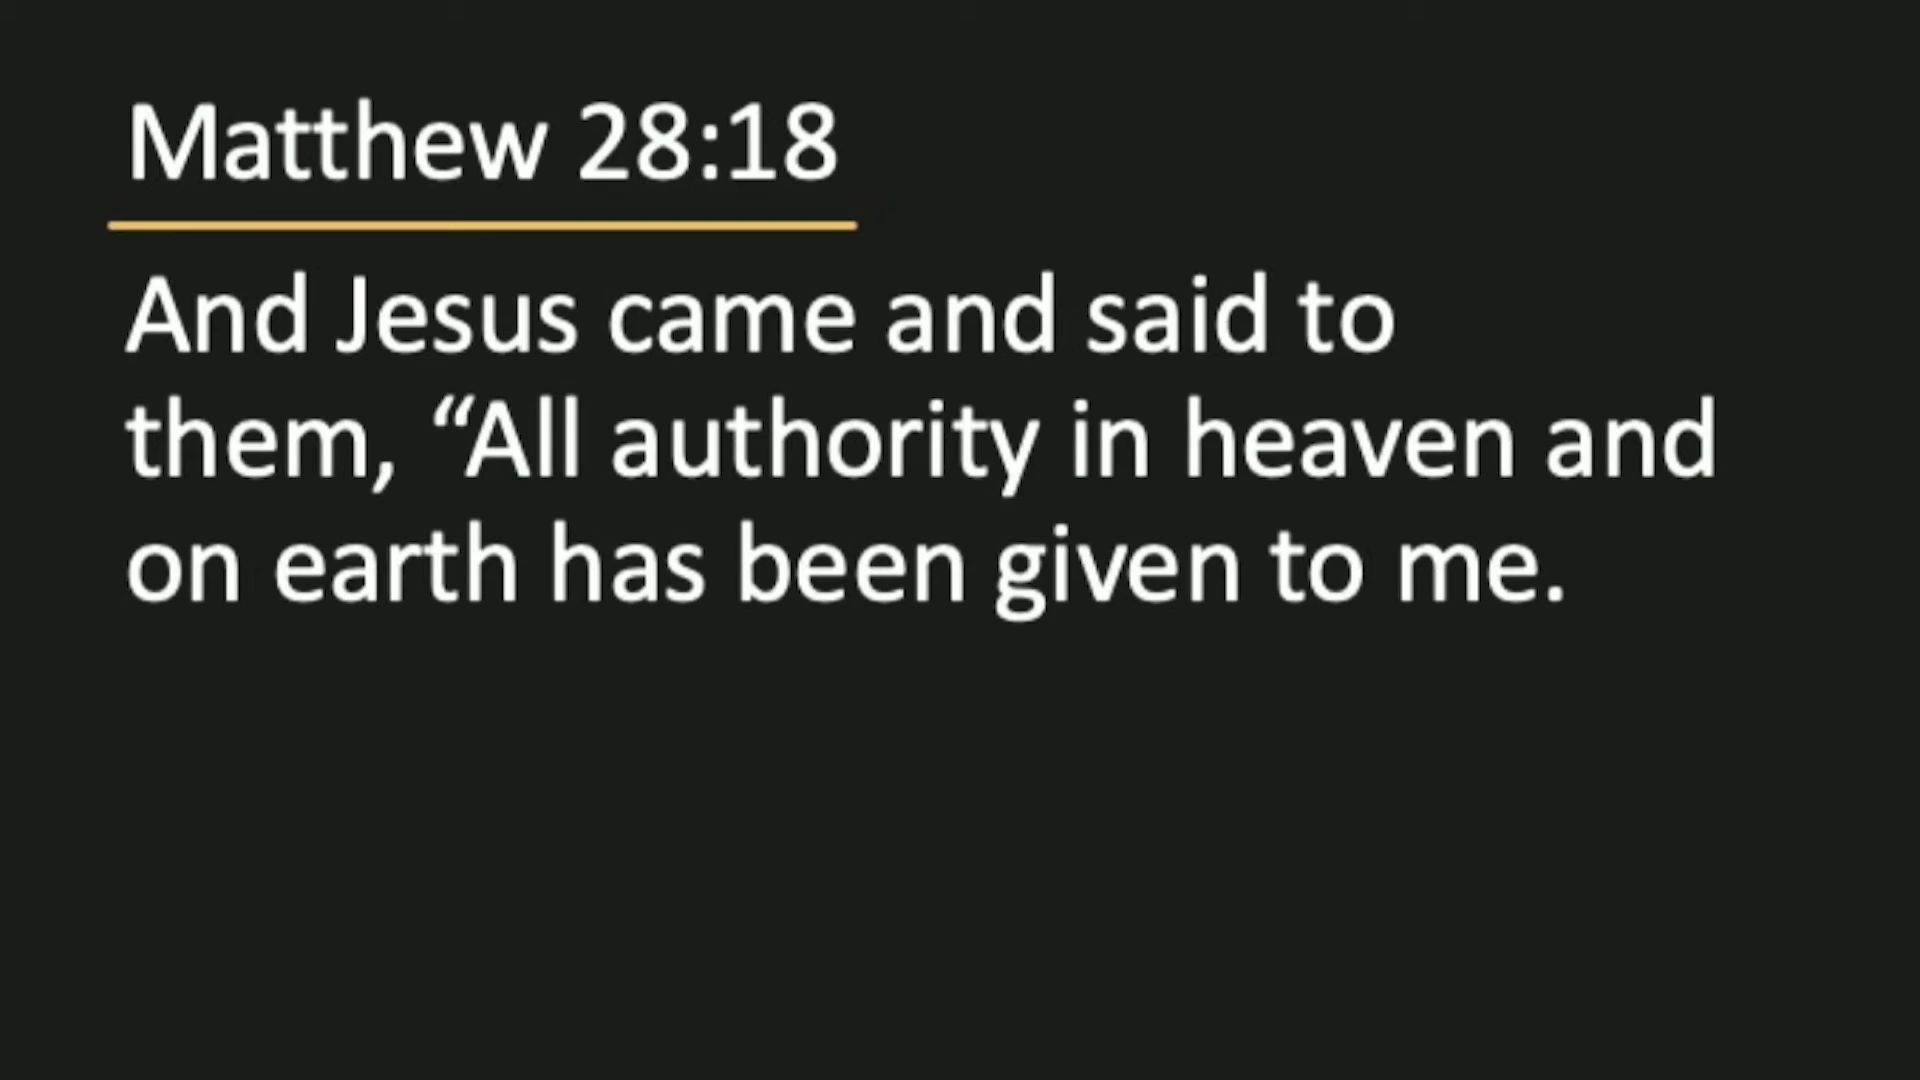 Matthew 28:18
And Jesus came and said to
them, “All authority in heaven and
on earth has been given to me.